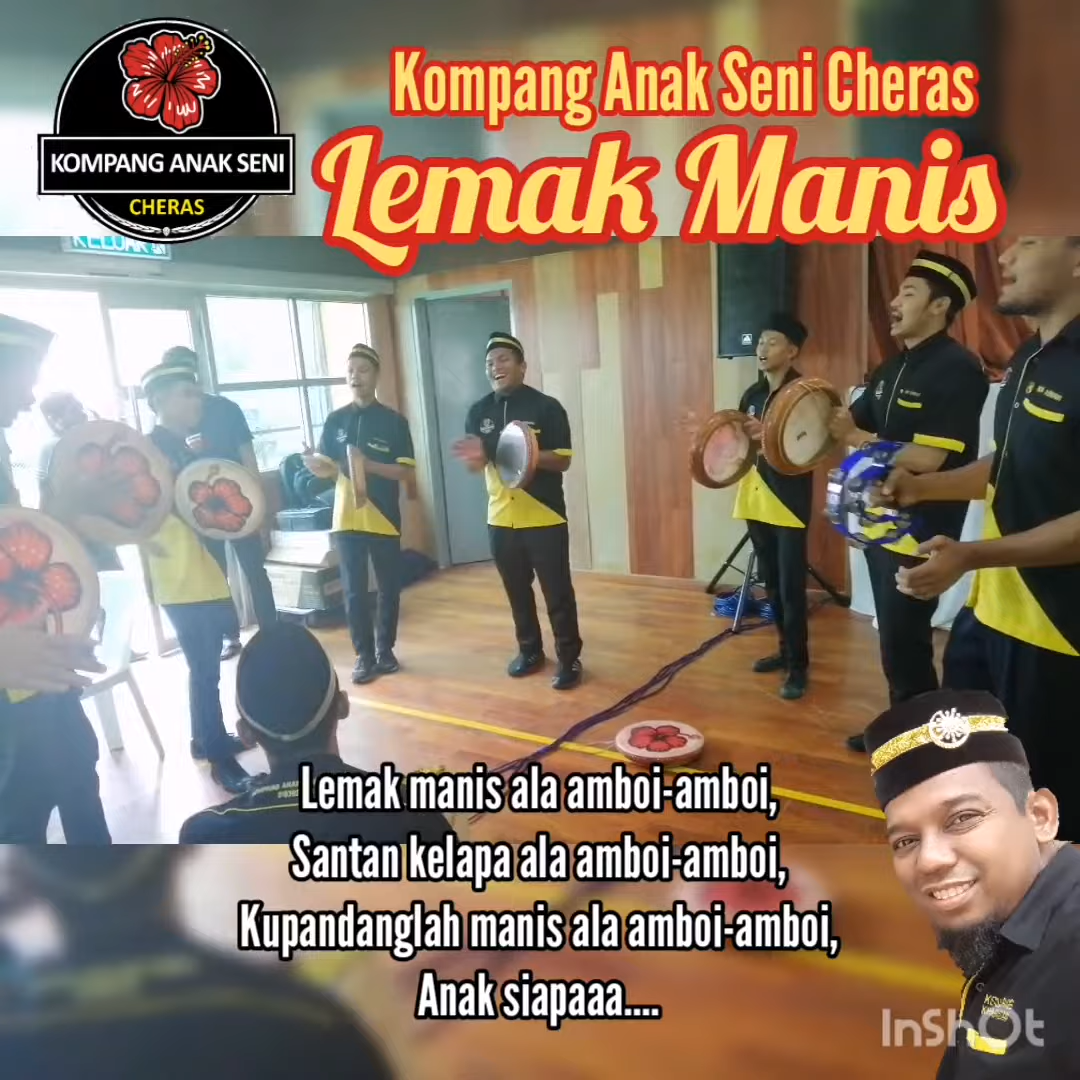 Kompang Anak Seni Cheras
Lemak Manis
KOMPANG ANAK SENI
CHERAS
KELUAR
Lemak manis ala amboi-amboi,
Santan kelapa ala amboi-amboi,
Kupandanglah manis ala amboi-amboi,
Anak siapaaa....
InShOt